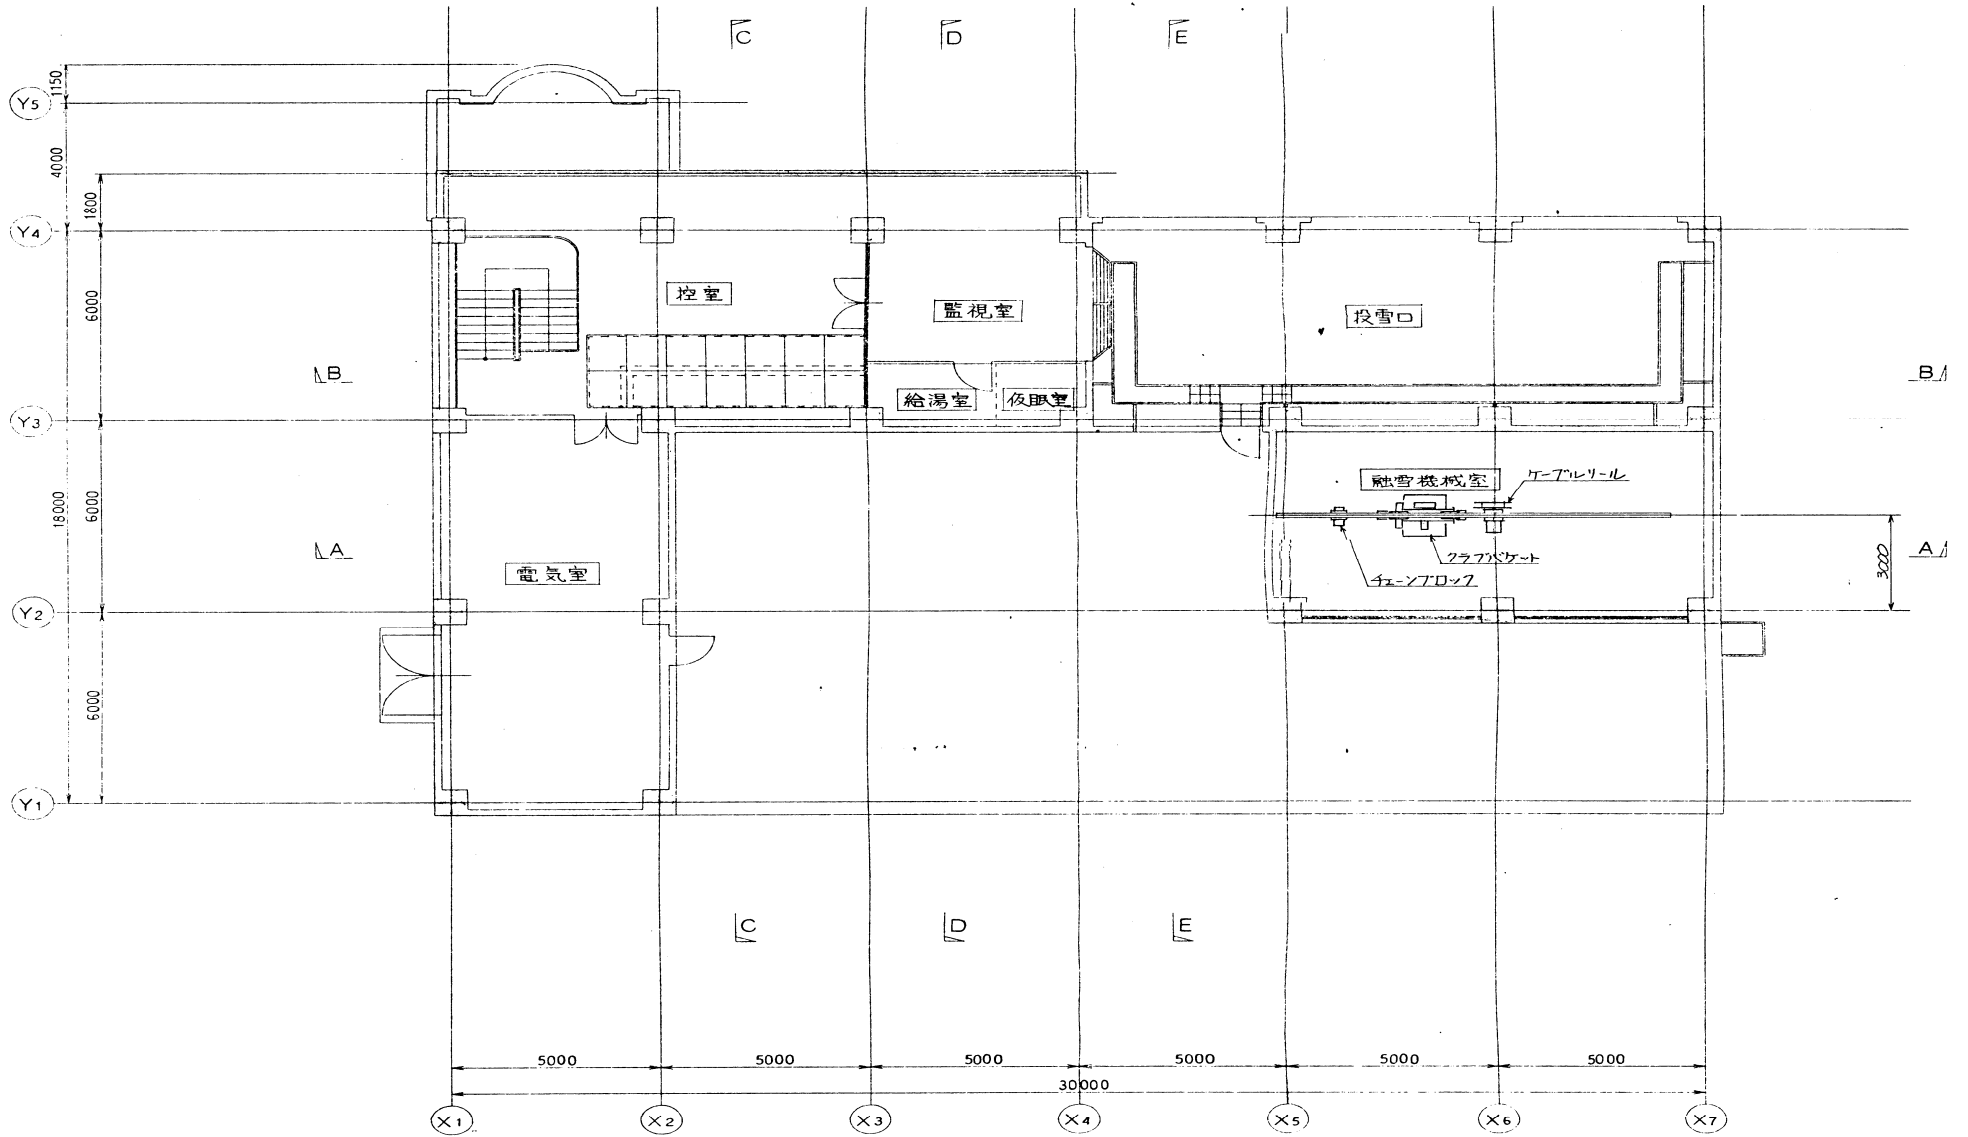 C D E
1150
Y5
4000
1800
Y4
控室
監視室
投雪口
6000
B B
給湯室 仮眠室
Y3
融雪機械室 ケーブルリール
18000 6000
A A
3000
クラブバケット
電気室 チェーンブロック
Y2
6000
Y1
C D E
5000 5000 5000 5000 5000 5000
30000
X1 X2 X3 X4 X5 X6 X7